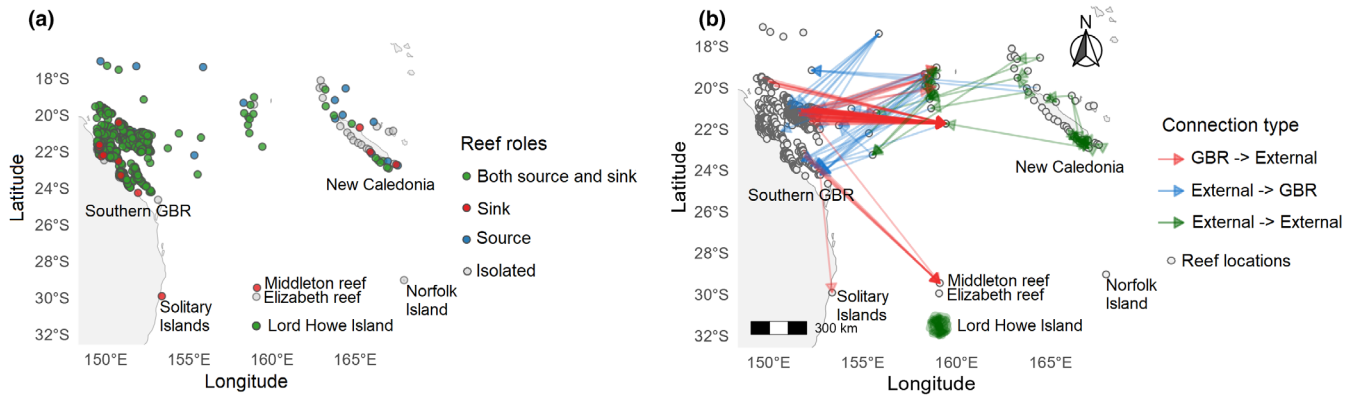 (a)
18°S
20°S
22°S
24°S
26°S
28°S
30°S
32°S
Latitude
150°E
155°E
160°E
165°E
Longitude
New Caledonia
Southern GBR
Solitary
Islands
Middleton reef
Elizabeth reef
Lord Howe Island
Norfolk
Island
Reef roles
Both source and sink
Sink
Source
Isolated
(b)
18°S
20°S
22°S
24°S
26°S
28°S
30°S
32°S
Latitude
150°E
155°E
160°E
165°E
Longitude
N
New Caledonia
Southern GBR
Solitary
Islands
Middleton reef
Elizabeth reef
Lord Howe Island
Norfolk
Island
300 km
Connection type
GBR -> External
External -> GBR
External -> External
Reef locations